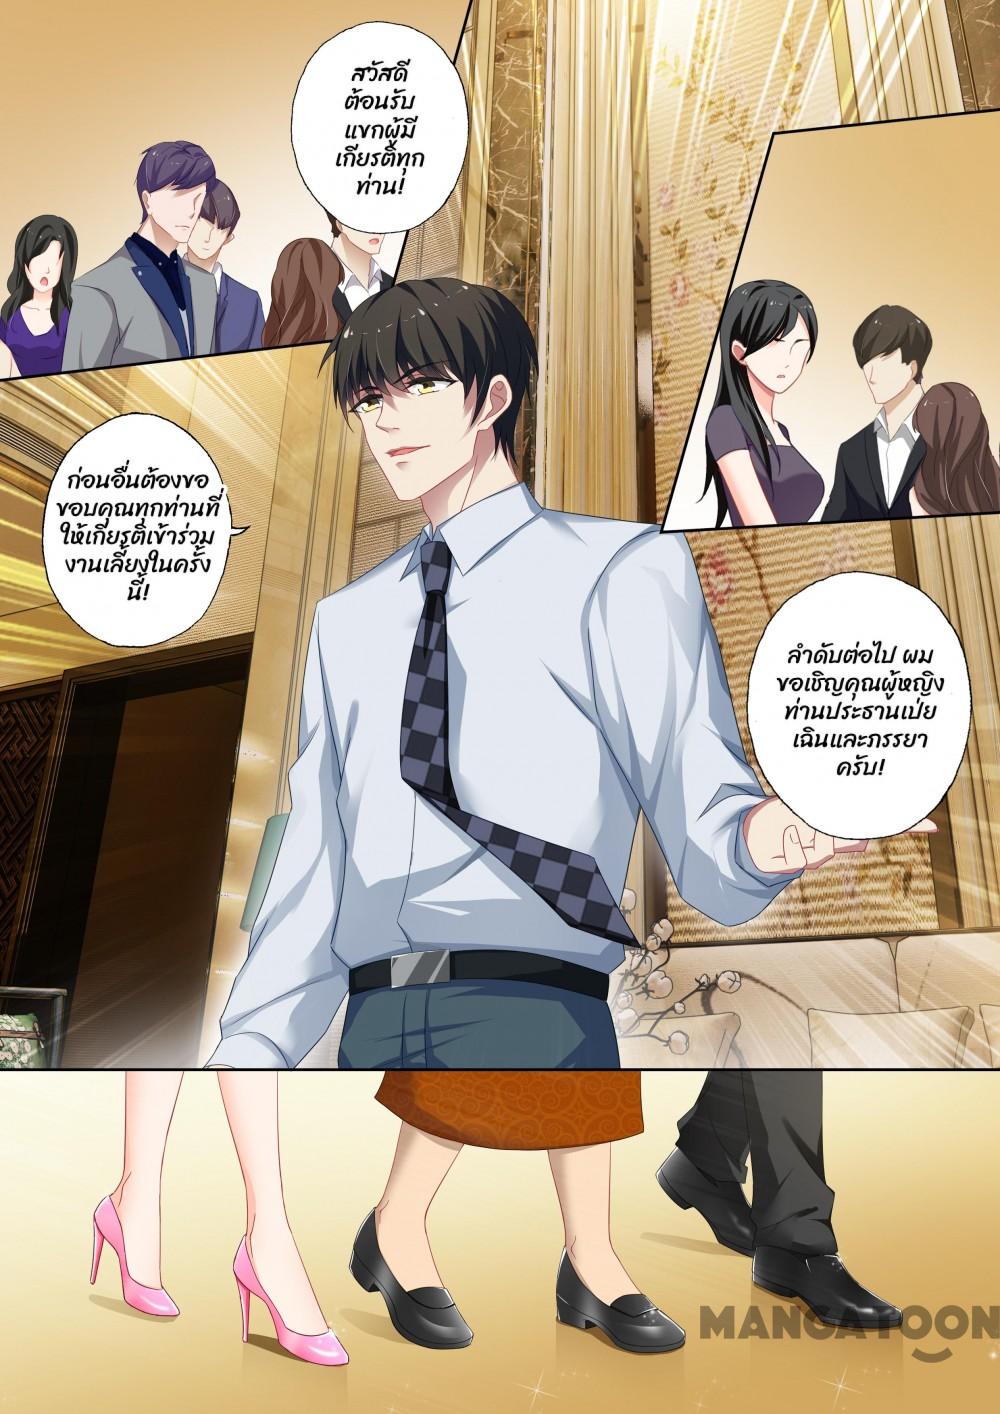 สวัสดี
ต้อนรับ
แขกผู้มี
เกียรติทุก
ท่าน!
ก่อนอื่นต้องขอ
ขอบคุณทุกท่านที่
ให้เกียรติเข้าร่วม
งานเลี้ยงในครั้ง
นี้!
ลำดับต่อไป ผม
ขอเชิญคุณผู้หญิง
ท่านประธานเป่ย
เฉินและภรรยา
ครับ!
MANGATOON